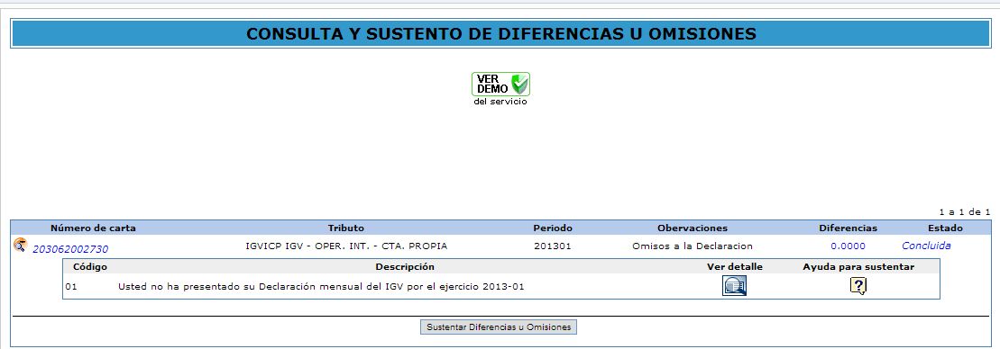 CONSULTA Y SUSTENTO DE DIFERENCIAS U OMISIONES
VER
DEMO
del servicio
1 a 1 de 1
Número de carta Tributo Periodo Obervaciones Diferencias Estado
203062002730 IGVICP IGV - OPER. INT. - CTA. PROPIA 201301 Omisos a la Declaracion 0.0000 Concluida
Código Descripción Ver detalle Ayuda para sustentar
01 Usted no ha presentado su Declaración mensual del IGV por el ejercicio 2013-01
Sustentar Diferencias u Omisiones